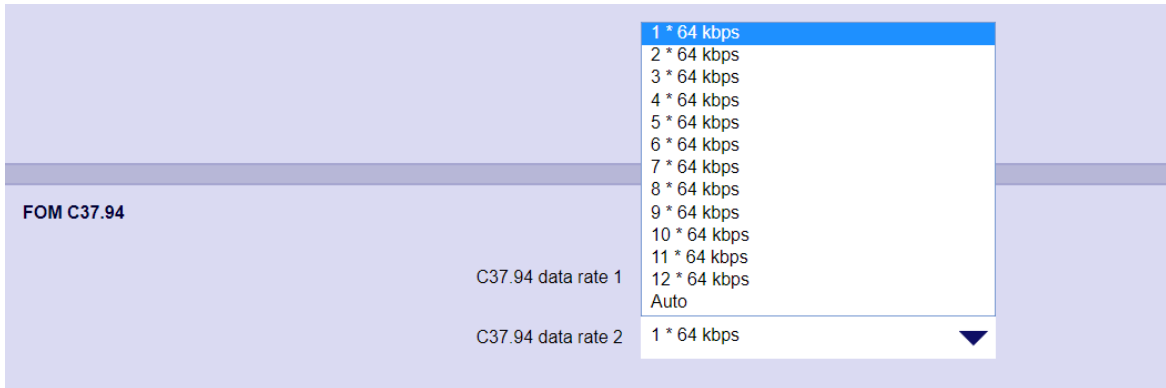 1 * 64 kbps
2 * 64 kbps
3 * 64 kbps
4 * 64 kbps
5 * 64 kbps
6 * 64 kbps
7 * 64 kbps
8 * 64 kbps
FOM C37.94
9 * 64 kbps
10 * 64 kbps
11 * 64 kbps
C37.94 data rate 1
12 * 64 kbps
Auto
C37.94 data rate 2 1 * 64 kbps